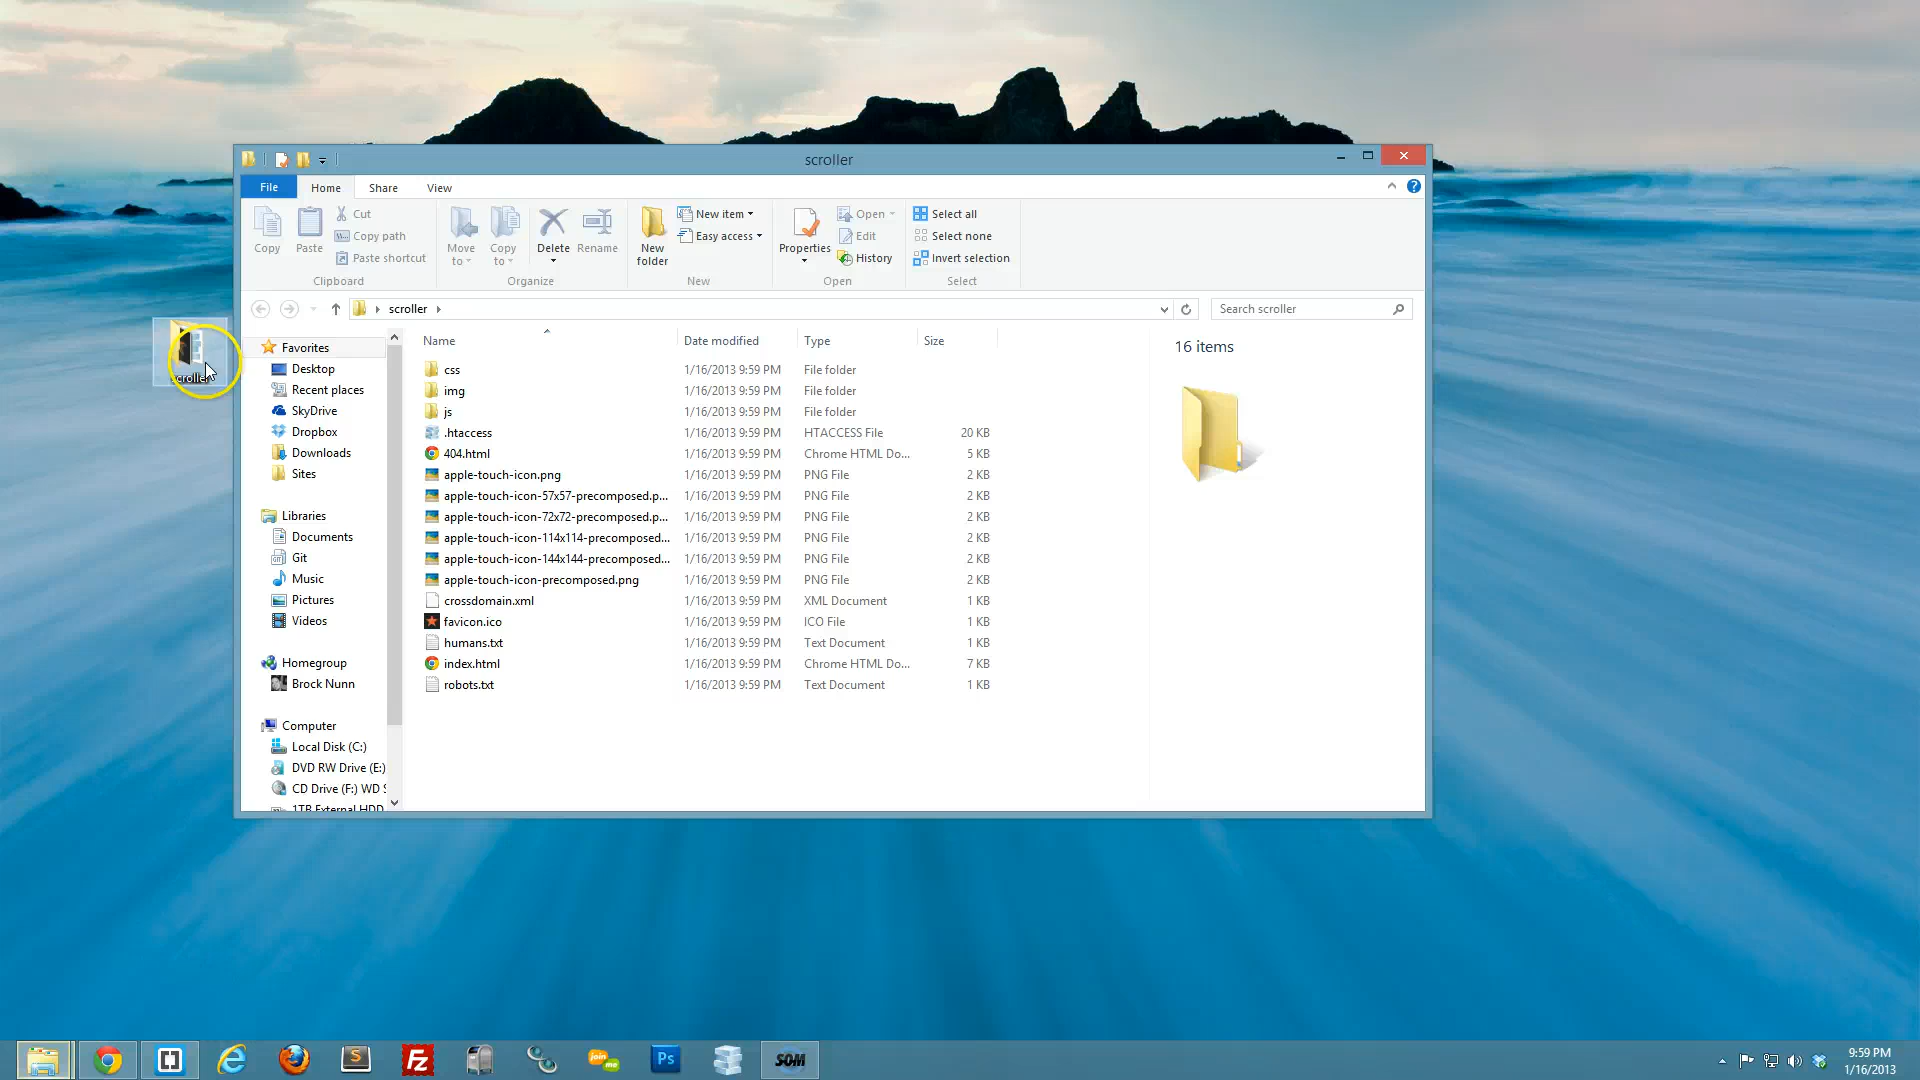 scroller
File Home Share View
Copy
Paste
Cut
Copy path
Paste shortcut
Clipboard
Move to
Copy to
Delete
Rename
Organize
New folder
New item
Easy access
New
Properties
Open
Edit
History
Open
Select all
Select none
Invert selection
Select
scroller
Search scroller
scroller
Favorites
Desktop
Recent places
SkyDrive
Dropbox
Downloads
Sites
Libraries
Documents
Git
Music
Pictures
Videos
Homegroup
Brock Nunn
Computer
Local Disk (C:)
DVD RW Drive (E:)
CD Drive (F:) WD S
1TB External HDD
Name Date modified Type Size
css 1/16/2013 9:59 PM File folder
img 1/16/2013 9:59 PM File folder
js 1/16/2013 9:59 PM File folder
.htaccess 1/16/2013 9:59 PM HTACCESS File 20 KB
404.html 1/16/2013 9:59 PM Chrome HTML Do... 5 KB
apple-touch-icon.png 1/16/2013 9:59 PM PNG File 2 KB
apple-touch-icon-57x57-precomposed.p... 1/16/2013 9:59 PM PNG File 2 KB
apple-touch-icon-72x72-precomposed.p... 1/16/2013 9:59 PM PNG File 2 KB
apple-touch-icon-114x114-precomposed... 1/16/2013 9:59 PM PNG File 2 KB
apple-touch-icon-144x144-precomposed... 1/16/2013 9:59 PM PNG File 2 KB
apple-touch-icon-precomposed.png 1/16/2013 9:59 PM PNG File 2 KB
crossdomain.xml 1/16/2013 9:59 PM XML Document 1 KB
favicon.ico 1/16/2013 9:59 PM ICO File 1 KB
humans.txt 1/16/2013 9:59 PM Text Document 1 KB
index.html 1/16/2013 9:59 PM Chrome HTML Do... 7 KB
robots.txt 1/16/2013 9:59 PM Text Document 1 KB
16 items
join me
Ps
SOM
Fz
9:59 PM
1/16/2013